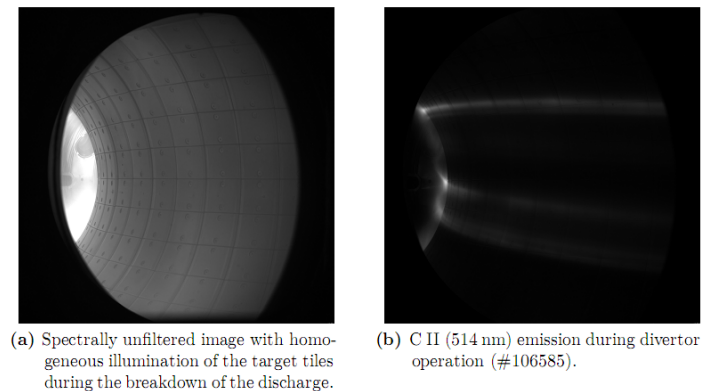 (a) Spectrally unfiltered image with homo-
geneous illumination of the target tiles
during the breakdown of the discharge.
(b) C II (514 nm) emission during divertor
operation (#106585).